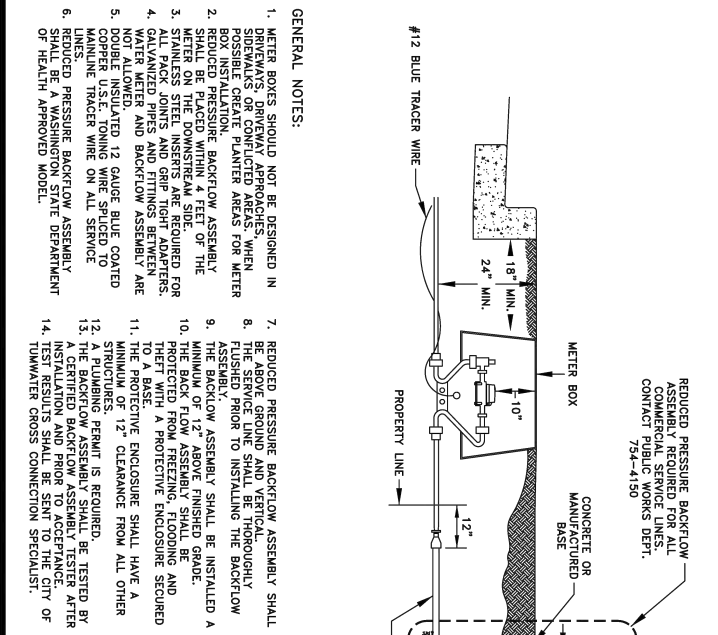 REDUCED PRESSURE BACKFLOW
ASSEMBLY REQUIRED FOR ALL
COMMERCIAL SERVICE LINES.
CONTACT PUBLIC WORKS DEPT.
754-4150
CONCRETE OR
MANUFACTURED
BASE
METER BOX
18" MIN.
24" MIN.
10"
12"
PROPERTY LINE
#12 BLUE TRACER WIRE
GENERAL NOTES:
1. METER BOXES SHOULD NOT BE DESIGNED IN
DRIVEWAYS, DRIVEWAY APPROACHES,
SIDEWALKS OR CONFLICTED AREAS. WHEN
POSSIBLE CREATE PLANTER AREAS FOR METER
BOX INSTALLATION.
2. REDUCED PRESSURE BACKFLOW ASSEMBLY
SHALL BE PLACED WITHIN 4 FEET OF THE
METER ON THE DOWNSTREAM SIDE.
3. STAINLESS STEEL INSERTS ARE REQUIRED FOR
ALL PACK JOINTS AND GRIP TIGHT ADAPTERS.
4. GALVANIZED PIPES AND FITTINGS BETWEEN
WATER METER AND BACKFLOW ASSEMBLY ARE
NOT ALLOWED.
5. DOUBLE INSULATED 12 GAUGE BLUE COATED
COPPER U.S.E. TONING WIRE SPLICED TO
MAINLINE TRACER WIRE ON ALL SERVICE
LINES.
6. REDUCED PRESSURE BACKFLOW ASSEMBLY
SHALL BE A WASHINGTON STATE DEPARTMENT
OF HEALTH APPROVED MODEL.
7. REDUCED PRESSURE BACKFLOW ASSEMBLY SHALL
BE ABOVE GROUND AND VERTICAL.
8. THE SERVICE LINE SHALL BE THOROUGHLY
FLUSHED PRIOR TO INSTALLING THE BACKFLOW
ASSEMBLY.
9. THE BACKFLOW ASSEMBLY SHALL BE INSTALLED A
MINIMUM OF 12" ABOVE FINISHED GRADE.
10. THE BACK FLOW ASSEMBLY SHALL BE
PROTECTED FROM FREEZING, FLOODING AND
THEFT WITH A PROTECTIVE ENCLOSURE SECURED
TO A BASE.
11. THE PROTECTIVE ENCLOSURE SHALL HAVE A
MINIMUM OF 12" CLEARANCE FROM ALL OTHER
STRUCTURES.
12. A PLUMBING PERMIT IS REQUIRED.
13. THE BACKFLOW ASSEMBLY SHALL BE TESTED BY
A CERTIFIED BACKFLOW ASSEMBLY TESTER AFTER
INSTALLATION AND PRIOR TO ACCEPTANCE.
14. TEST RESULTS SHALL BE SENT TO THE CITY OF
TUMWATER CROSS CONNECTION SPECIALIST.